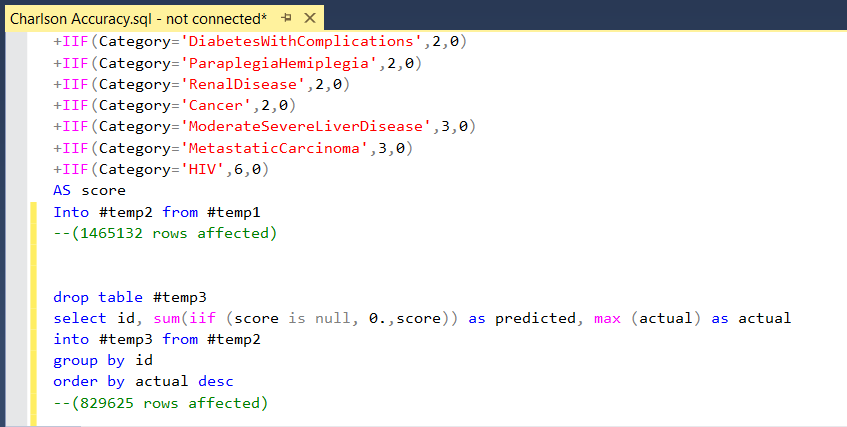 Charlson Accuracy.sql - not connected*
+IIF(Category='DiabetesWithComplications',2,0)
+IIF(Category='ParaplegiaHemiplegia',2,0)
+IIF(Category='RenalDisease',2,0)
+IIF(Category='Cancer',2,0)
+IIF(Category='ModerateSevereLiverDisease',3,0)
+IIF(Category='MetastaticCarcinoma',3,0)
+IIF(Category='HIV',6,0)
AS score
Into #temp2 from #temp1
--(1465132 rows affected)
drop table #temp3
select id, sum(iif (score is null, 0.,score)) as predicted, max (actual) as actual
into #temp3 from #temp2
group by id
order by actual desc
--(829625 rows affected)